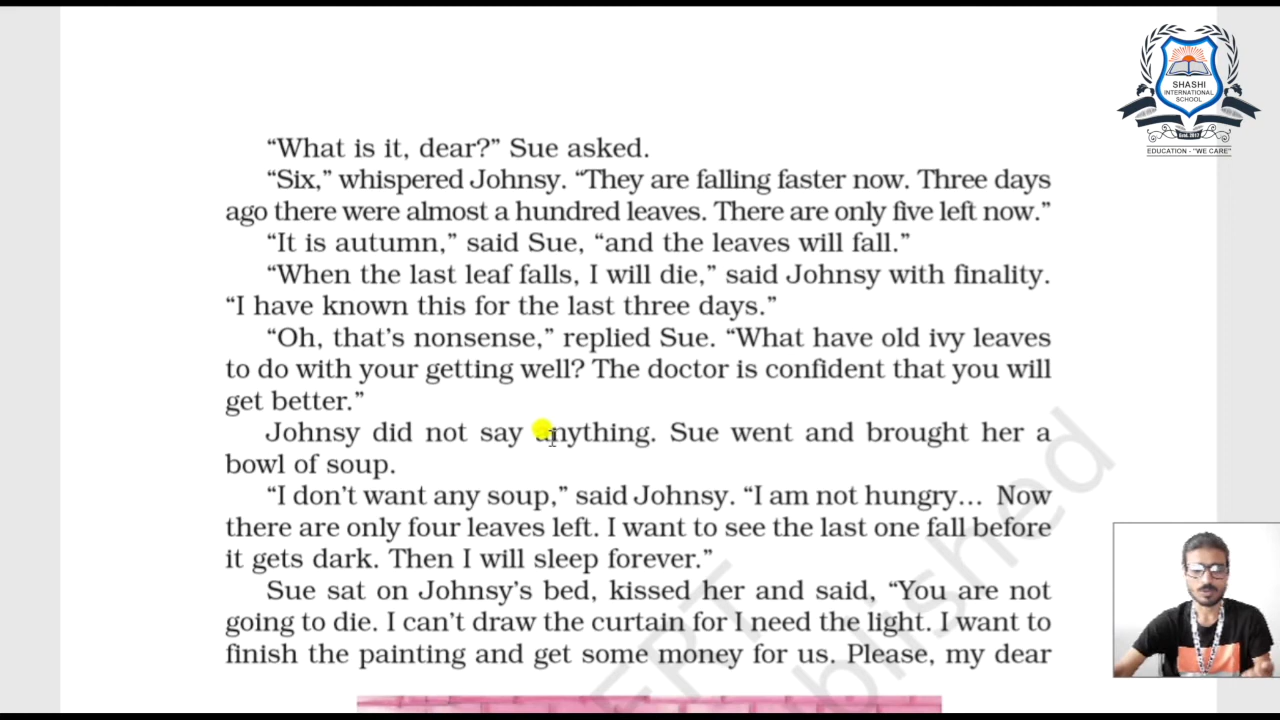 “What is it, dear?” Sue asked.
“Six,” whispered Johnsy. “They are falling faster now. Three days
ago there were almost a hundred leaves. There are only five left now.”
“It is autumn,” said Sue, “and the leaves will fall.”
“When the last leaf falls, I will die,” said Johnsy with finality.
“I have known this for the last three days.”
“Oh, that’s nonsense,” replied Sue. “What have old ivy leaves
to do with your getting well? The doctor is confident that you will
get better.”
Johnsy did not say anything. Sue went and brought her a
bowl of soup.
“I don’t want any soup,” said Johnsy. “I am not hungry... Now
there are only four leaves left. I want to see the last one fall before
it gets dark. Then I will sleep forever.”
Sue sat on Johnsy’s bed, kissed her and said, “You are not
going to die. I can’t draw the curtain for I need the light. I want to
finish the painting and get some money for us. Please, my dear
SHASHI
INTERNATIONAL
SCHOOL
Estd. 2017
EDUCATION - "WE CARE"